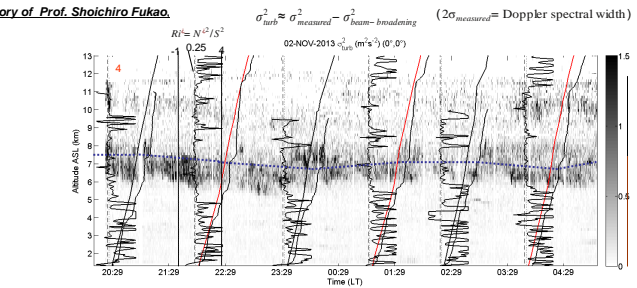 ory of Prof. Shoichiro Fukao.
σ²turb ≈ σ²measured − σ²beam−broadening (2σmeasured = Doppler spectral width)
Ri⁴= N²/S²
-1 0.25 4
02-NOV-2013 σ²turb (m²s⁻²) (0°,0°)
4
13
12
11
10
9
8
7
6
5
4
3
2
Altitude ASL (km)
20:29 21:29 22:29 23:29 00:29 01:29 02:29 03:29 04:29
Time (LT)
1.5
1
0.5
0